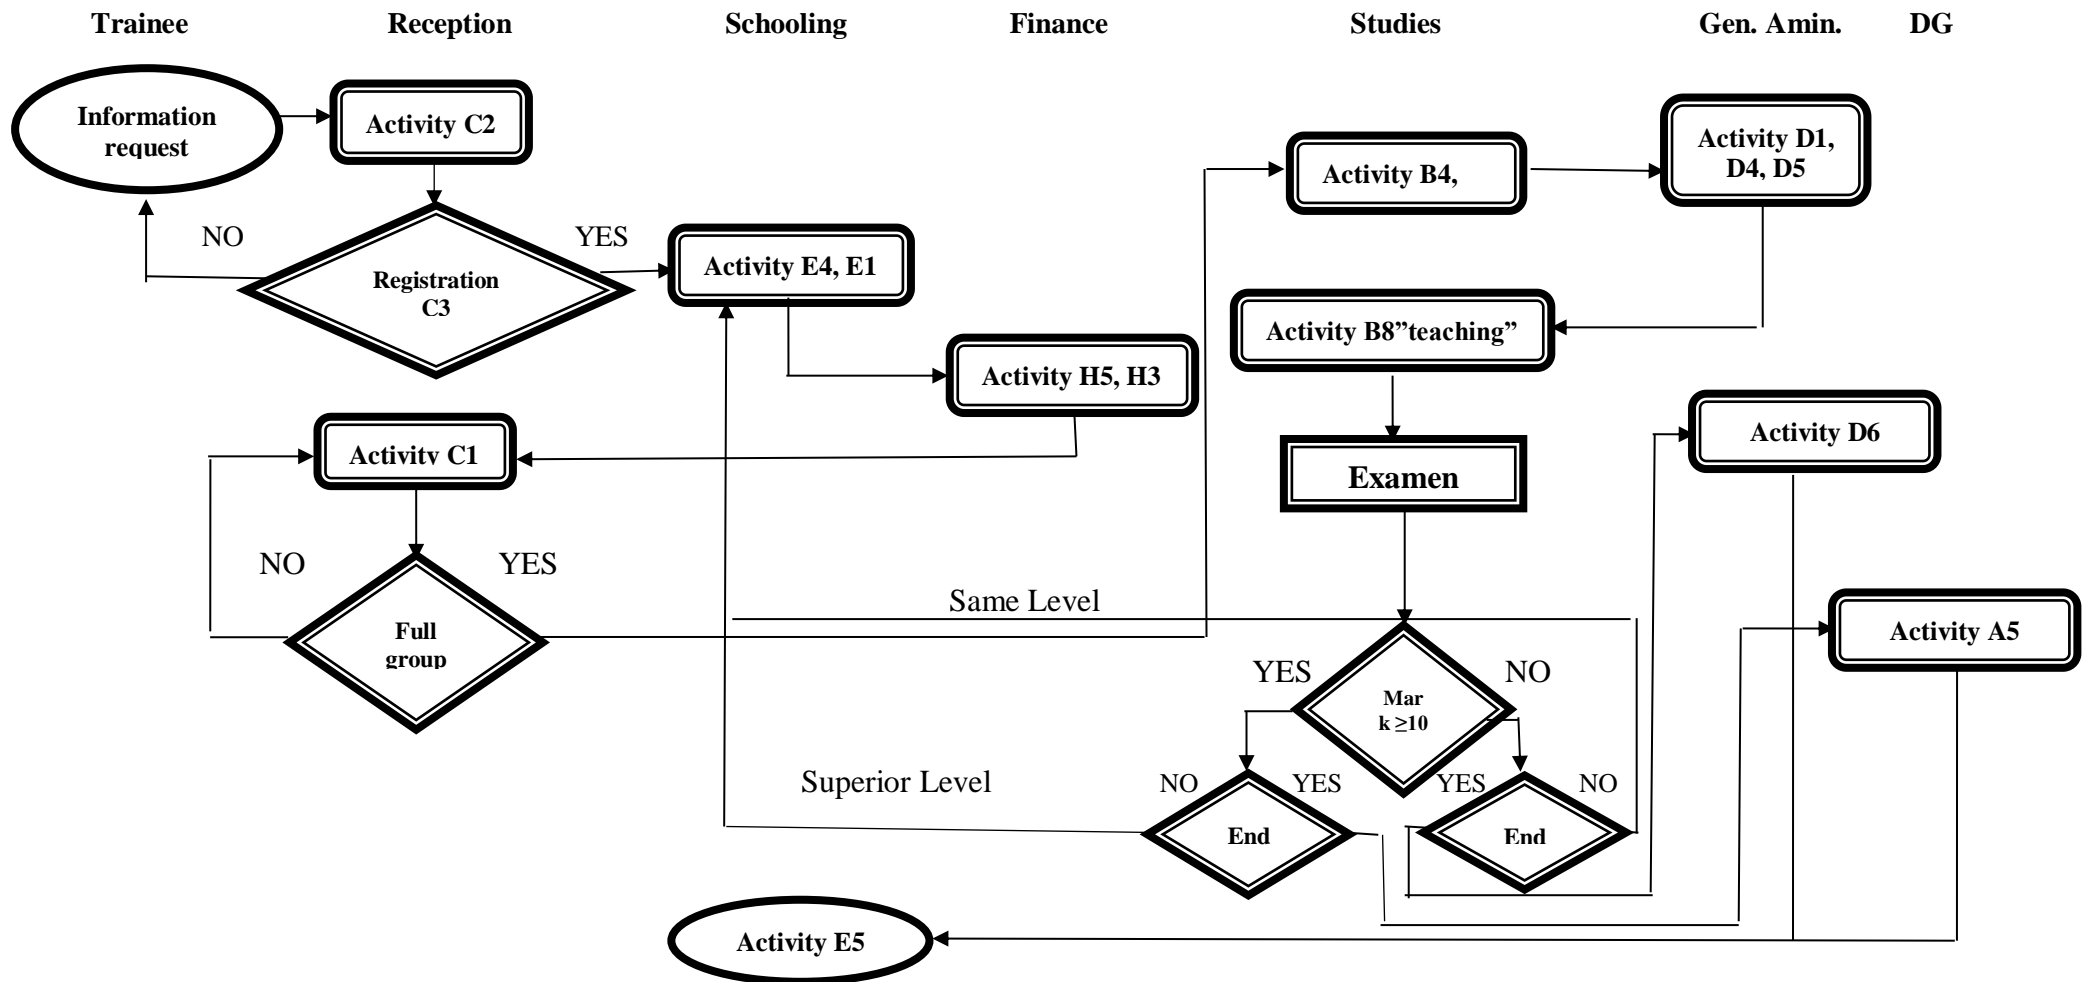 Trainee Reception Schooling Finance Studies Gen. Amin. DG
Information
request
Activity C2
Activity B4,
Activity D1,
D4, D5
NO
YES
Registration
C3
Activity E4, E1
Activity B8”teaching”
Activity H5, H3
Activity C1
Activity D6
Examen
NO
YES
Full
group
Same Level
Activity A5
YES
NO
Mar
k ≥10
Superior Level
NO
YES
YES
NO
End
End
Activity E5